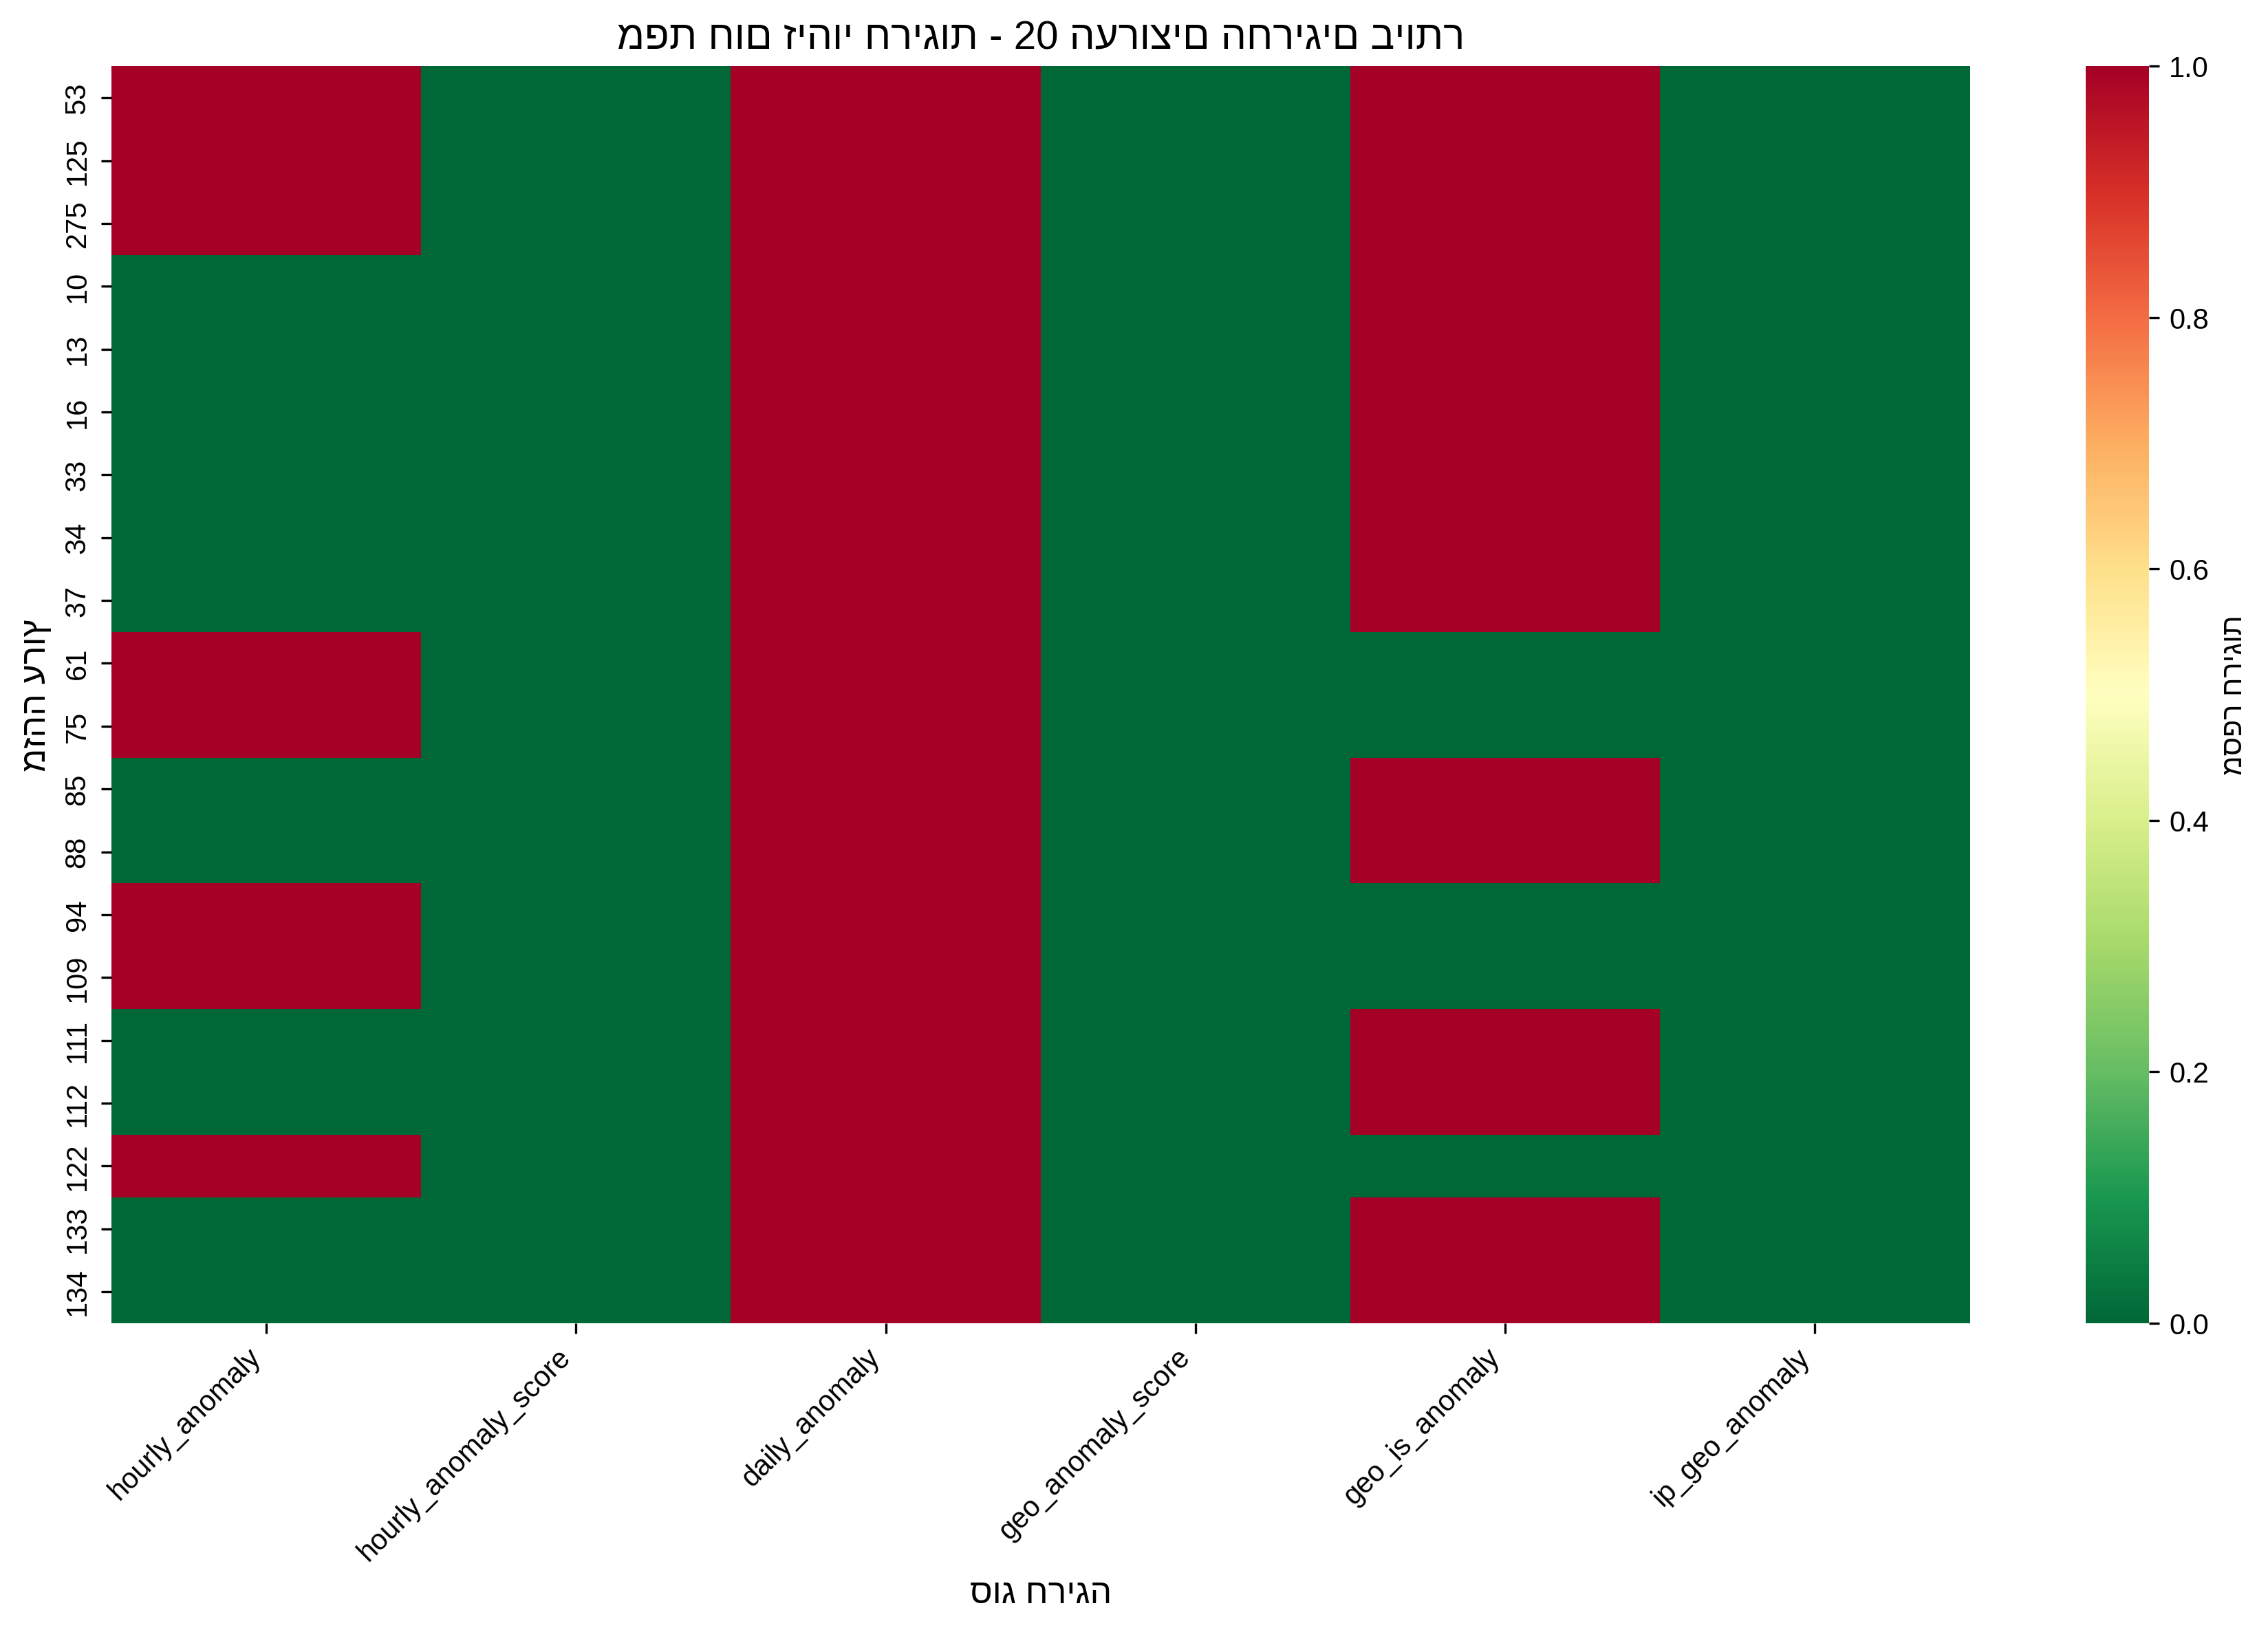 מפת חום זיהוי חריגות - 20 הערוצים החריגים ביותר
מזהה ערוץ
53
125
275
10
13
16
33
34
37
61
75
85
88
94
109
111
112
122
133
134
hourly_anomaly
hourly_anomaly_score
daily_anomaly
geo_anomaly_score
geo_is_anomaly
ip_geo_anomaly
סוג חריגה
1.0
0.8
0.6
0.4
0.2
0.0
מספר חריגות